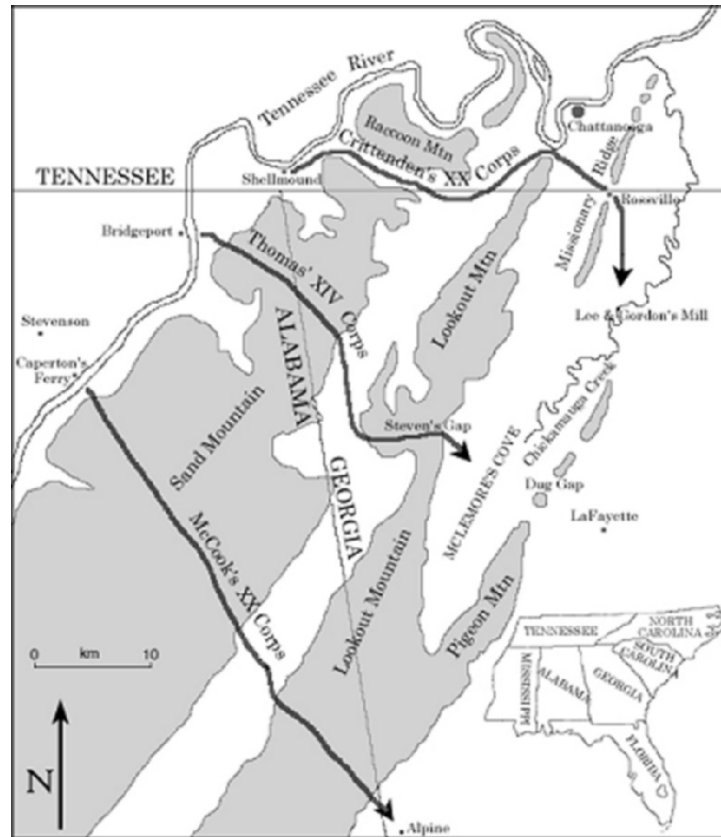 Tennessee River
Raccoon Mtn
Chattanooga
Crittenden's XX Corps
TENNESSEE
Shellmound
Missionary Ridge
Rossville
Bridgeport
Thomas' XIV Corps
Lookout Mtn
Lee & Gordon's Mill
Stevenson
Caperton's
Ferry
ALABAMA
GEORGIA
Sand Mountain
Steven's Gap
Chickamauga Creek
MCLEMORE'S COVE
Dug Gap
LaFayette
McCook's XX Corps
Lookout Mountain
Pigeon Mtn
0 km 10
N
Alpine
TENNESSEE
NORTH
CAROLINA
SOUTH
CAROLINA
MISSISSIPPI
ALABAMA
GEORGIA
FLORIDA